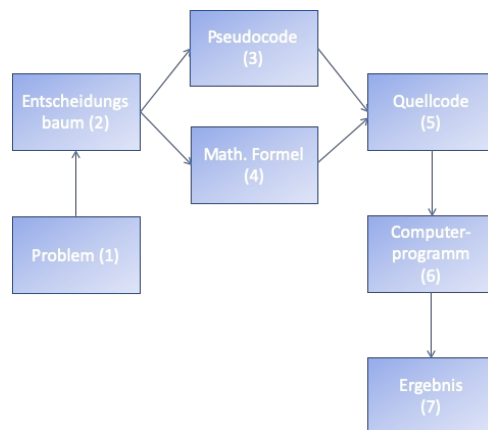 Pseudocode
(3)
Entscheidungs
baum (2)
Quellcode
(5)
Math. Formel
(4)
Problem (1)
Computer-
programm
(6)
Ergebnis
(7)